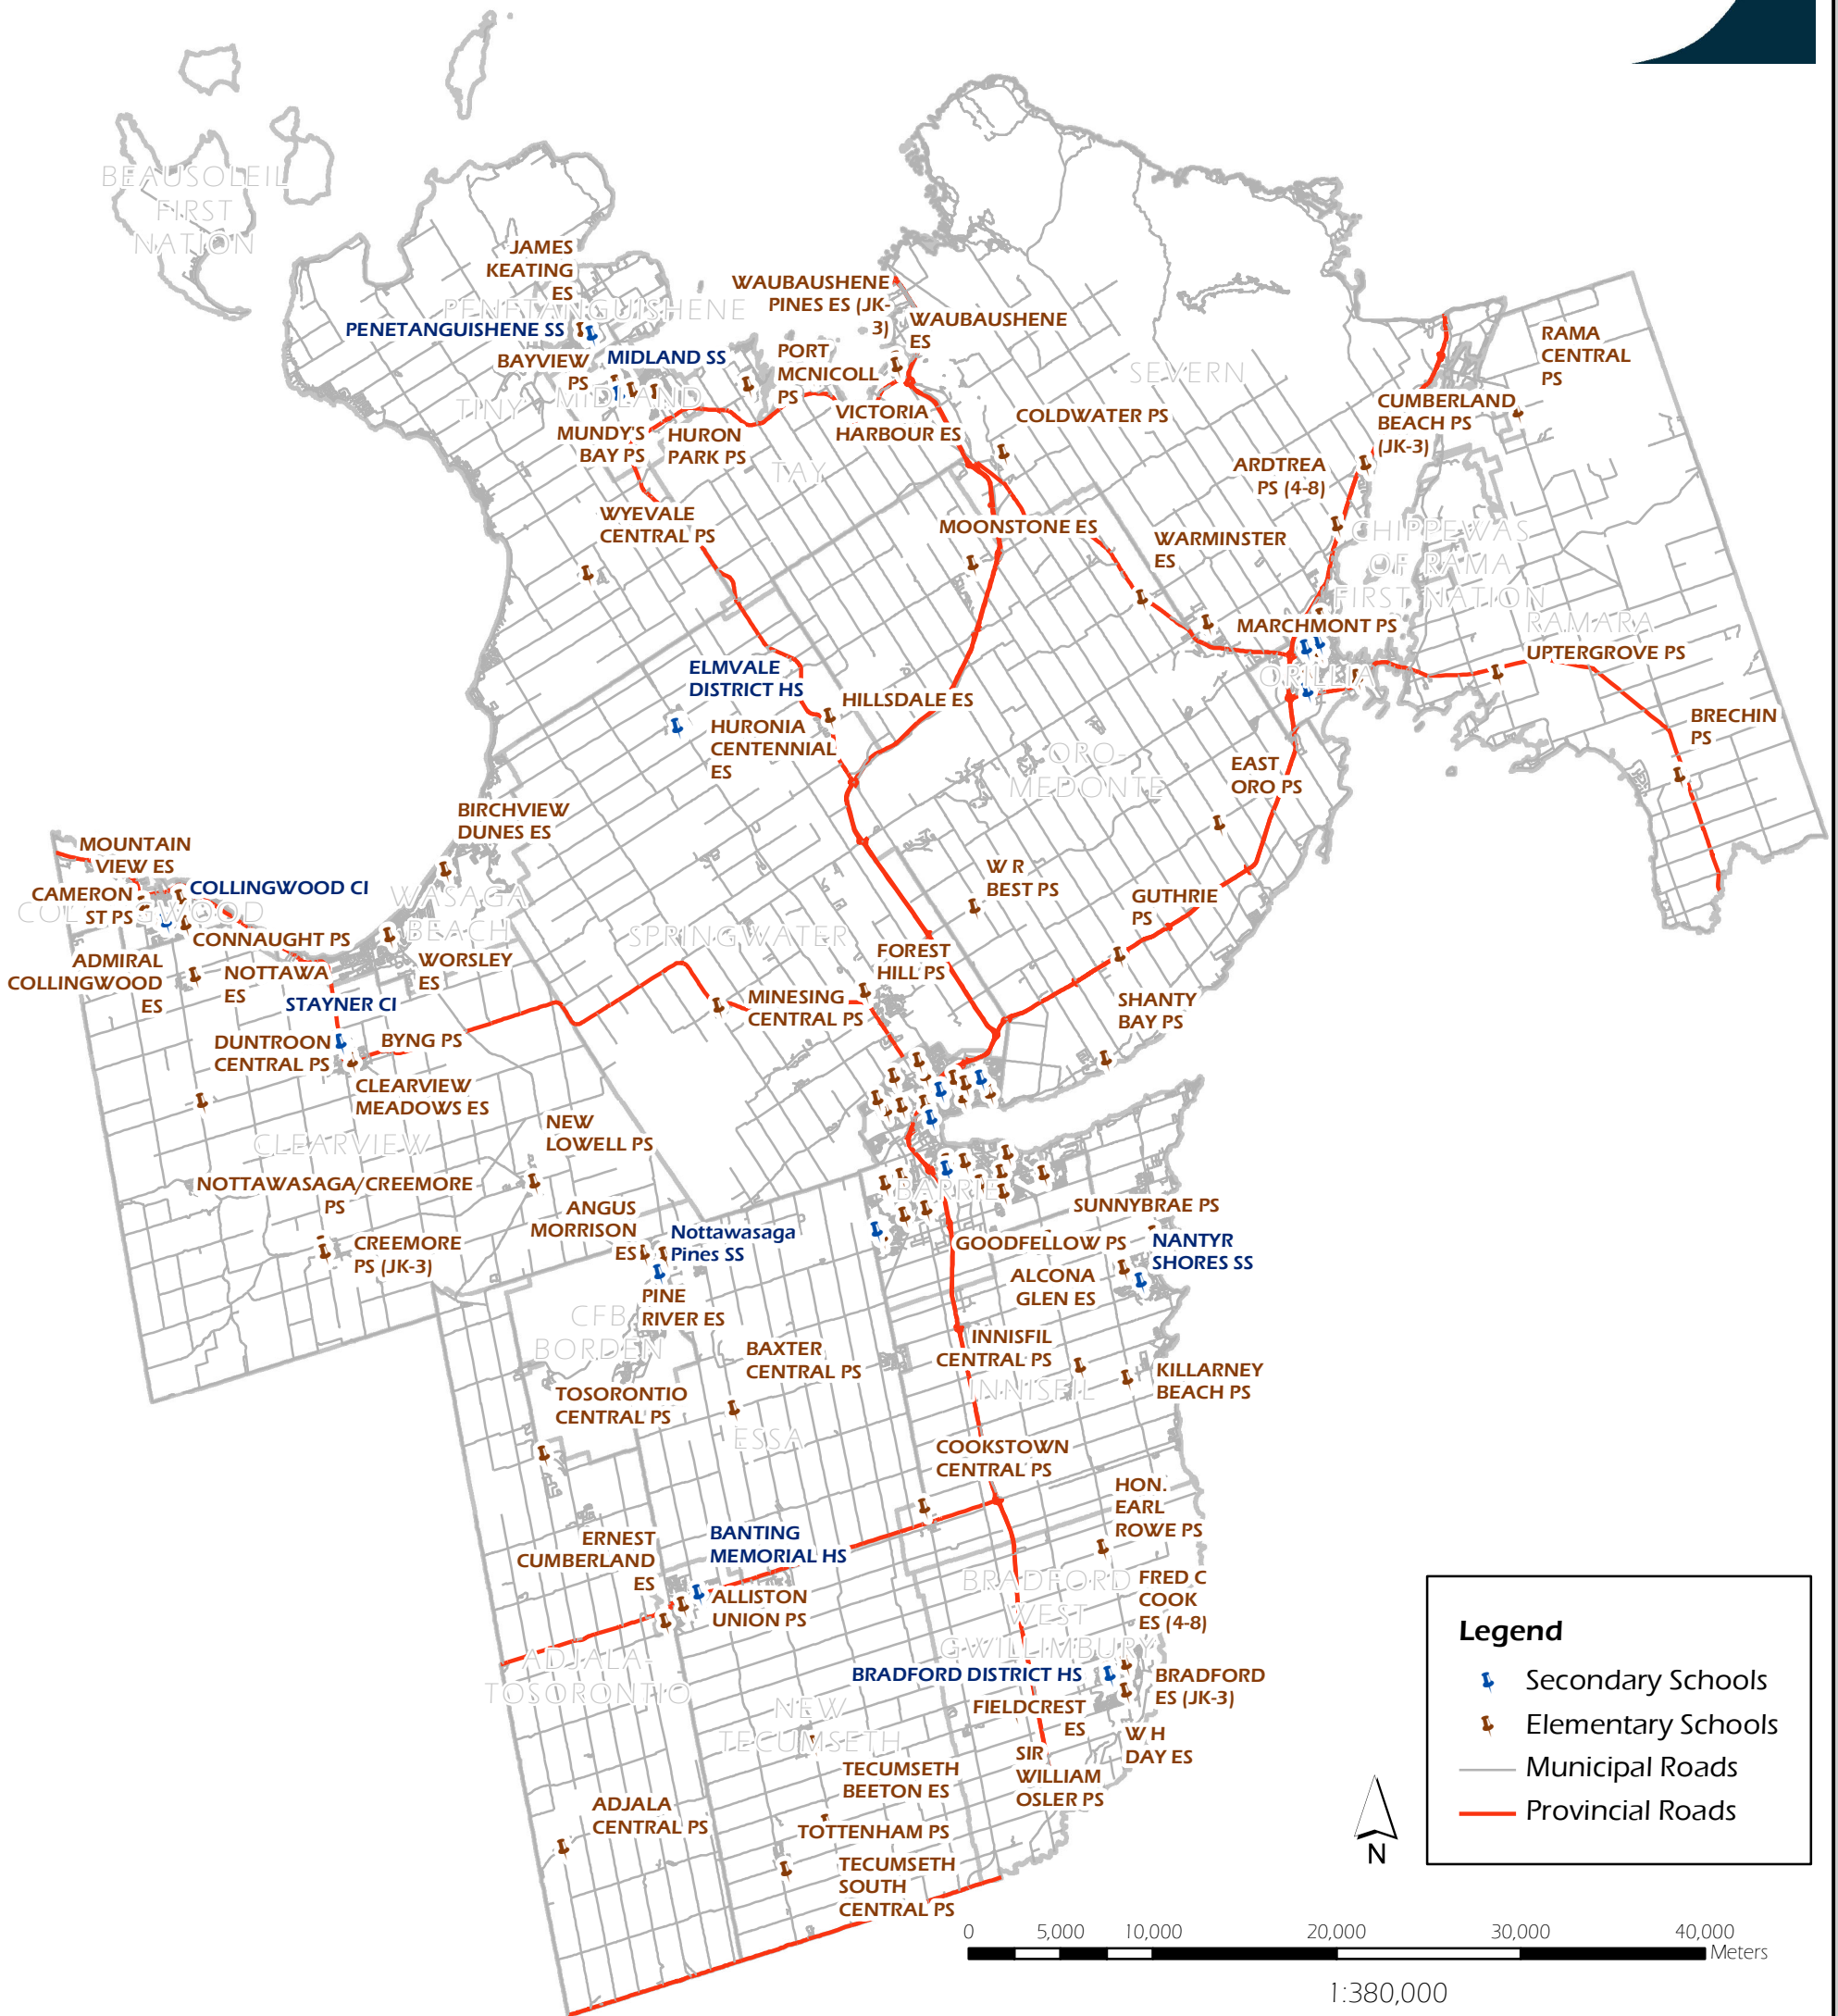 BEAUSOLEIL
FIRST
NATION
JAMES
KEATING
ES
PENETANGUISHENE
PENETANGUISHENE SS
BAYVIEW
PS
MIDLAND SS
MIDLAND
TINY
WAUBAUSHENE
PINES ES (JK-
3)
WAUBAUSHENE
ES
PORT
MCNICOLL
PS
VICTORIA
HARBOUR ES
MUNDY'S
BAY PS
HURON
PARK PS
TAY
SEVERN
COLDWATER PS
RAMA
CENTRAL
PS
CUMBERLAND
BEACH PS
(JK-3)
ARDTREA
PS (4-8)
WYEVALE
CENTRAL PS
MOONSTONE ES
WARMINSTER
ES
CHIPPEWAS
OF RAMA
FIRST NATION
MARCHMONT PS
RAMARA
UPTERGROVE PS
ORILLIA
ELMVALE
DISTRICT HS
HILLSDALE ES
HURONIA
CENTENNIAL
ES
BRECHIN
PS
ORO-
MEDONTE
EAST
ORO PS
BIRCHVIEW
DUNES ES
MOUNTAIN
VIEW ES
CAMERON
ST PS
COLLINGWOOD CI
COLLINGWOOD
WASAGA
BEACH
CONNAUGHT PS
ADMIRAL
COLLINGWOOD
ES
NOTTAWA
ES
WORSLEY
ES
STAYNER CI
SPRINGWATER
W R
BEST PS
GUTHRIE
PS
FOREST
HILL PS
MINESING
CENTRAL PS
SHANTY
BAY PS
DUNTROON
CENTRAL PS
BYNG PS
CLEARVIEW
MEADOWS ES
CLEARVIEW
NEW
LOWELL PS
NOTTAWASAGA/CREEMORE
PS
CREEMORE
PS (JK-3)
ANGUS
MORRISON
ES
Nottawasaga
Pines SS
PINE
RIVER ES
BARRIE
SUNNYBRAE PS
GOODFELLOW PS
NANTYR
SHORES SS
ALCONA
GLEN ES
CFB
BORDEN
BAXTER
CENTRAL PS
INNISFIL
CENTRAL PS
INNISFIL
KILLARNEY
BEACH PS
TOSORONTIO
CENTRAL PS
ESSA
COOKSTOWN
CENTRAL PS
HON.
EARL
ROWE PS
ERNEST
CUMBERLAND
ES
BANTING
MEMORIAL HS
ALLISTON
UNION PS
BRADFORD
WEST
GWILLIMBURY
FRED C
COOK
ES (4-8)
ADJALA-
TOSORONTIO
BRADFORD DISTRICT HS
BRADFORD
ES (JK-3)
FIELDCREST
ES
W H
DAY ES
NEW
TECUMSETH
SIR
WILLIAM
OSLER PS
TECUMSETH
BEETON ES
ADJALA
CENTRAL PS
TOTTENHAM PS
TECUMSETH
SOUTH
CENTRAL PS
Legend
Secondary Schools
Elementary Schools
Municipal Roads
Provincial Roads
N
0 5,000 10,000 20,000 30,000 40,000
Meters
1:380,000